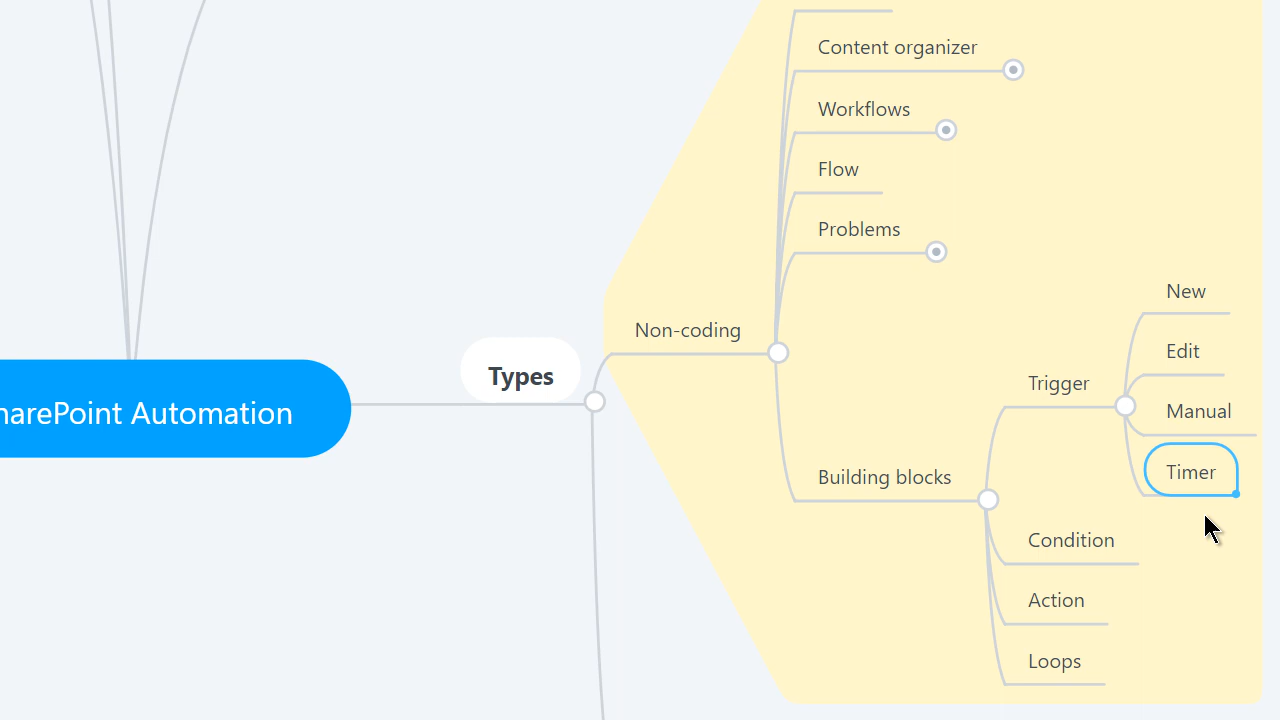 Content organizer
Workflows
Flow
Problems
New
Non-coding
Edit
Types
Trigger
harePoint Automation
Manual
Building blocks
Timer
Condition
Action
Loops